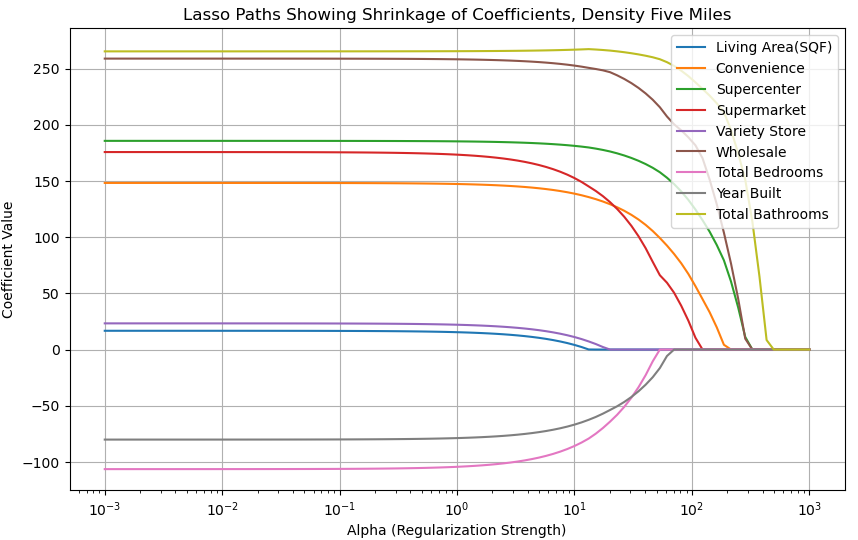 Lasso Paths Showing Shrinkage of Coefficients, Density Five Miles
Living Area(SQF)
Convenience
Supercenter
Supermarket
Variety Store
Wholesale
Total Bedrooms
Year Built
Total Bathrooms
Coefficient Value
250
200
150
100
50
0
−50
−100
10⁻³
10⁻²
10⁻¹
10⁰
10¹
10²
10³
Alpha (Regularization Strength)